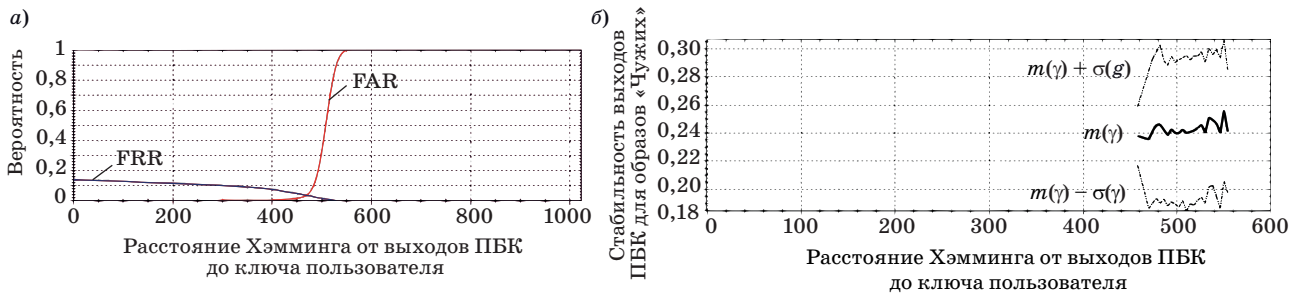 а)
Вероятность
1
0,8
0,6
0,4
0,2
0
FAR
FRR
0 200 400 600 800 1000
Расстояние Хэмминга от выходов ПБК
до ключа пользователя
б)
Стабильность выходов
ПБК для образов «Чужих»
0,30
0,28
0,26
0,24
0,22
0,20
0,18
m(γ) + σ(g)
m(γ)
m(γ) – σ(γ)
0 100 200 300 400 500 600
Расстояние Хэмминга от выходов ПБК
до ключа пользователя